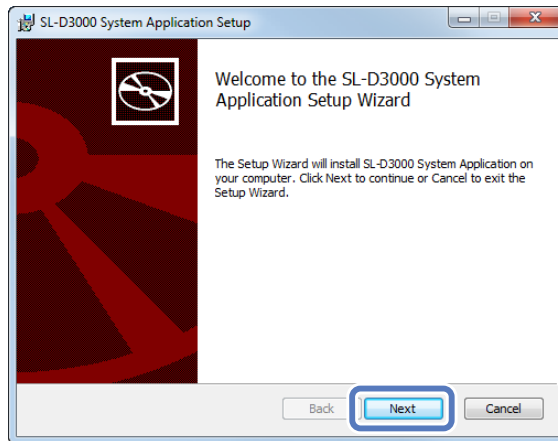 SL-D3000 System Application Setup
Welcome to the SL-D3000 System
Application Setup Wizard
The Setup Wizard will install SL-D3000 System Application on
your computer. Click Next to continue or Cancel to exit the
Setup Wizard.
Back Next Cancel